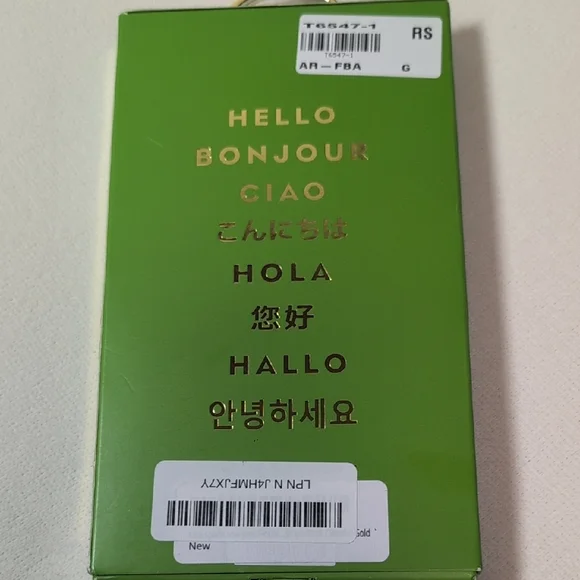 T6547-1
RS
T6547-1
AR-FBA G
HELLO
BONJOUR
CIAO
こんにちは
HOLA
您好
HALLO
안녕하세요
LPN N J4HMFJX7Y
Gold
New